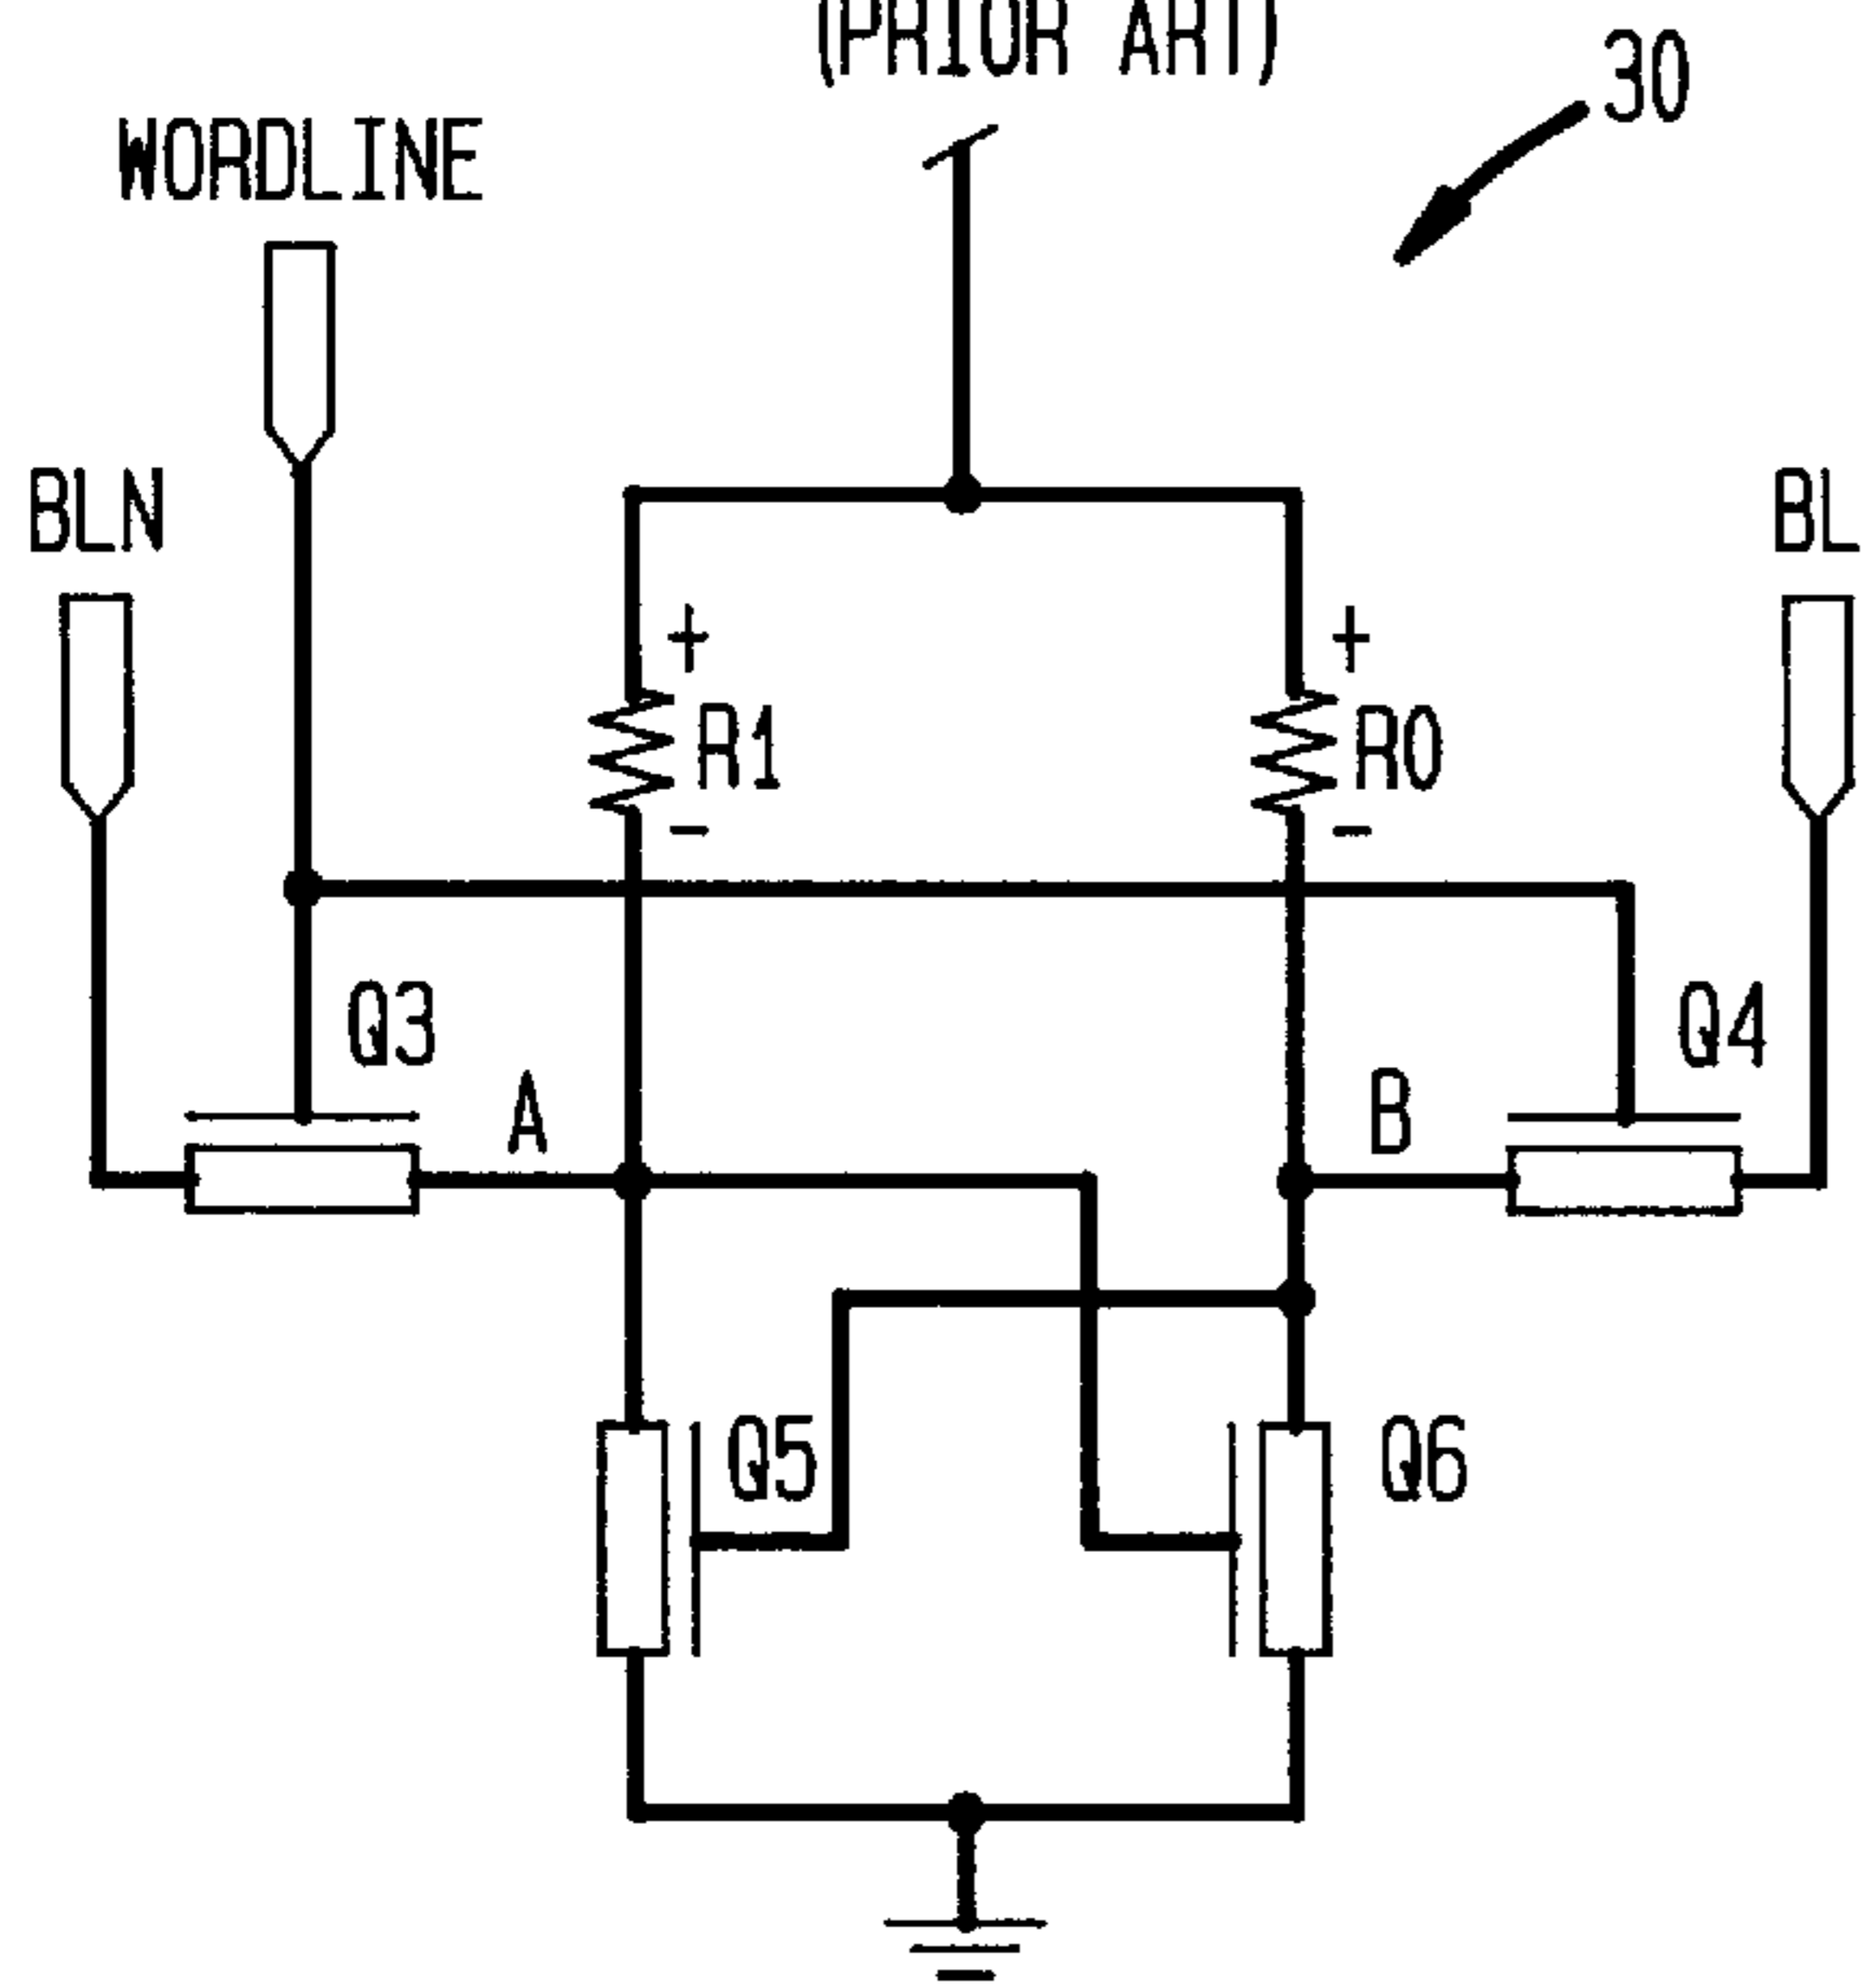 (PRIOR ART)
30
WORDLINE
BLN
BL
+
+
R1
R0
-
-
Q3
Q4
A
B
Q5
Q6